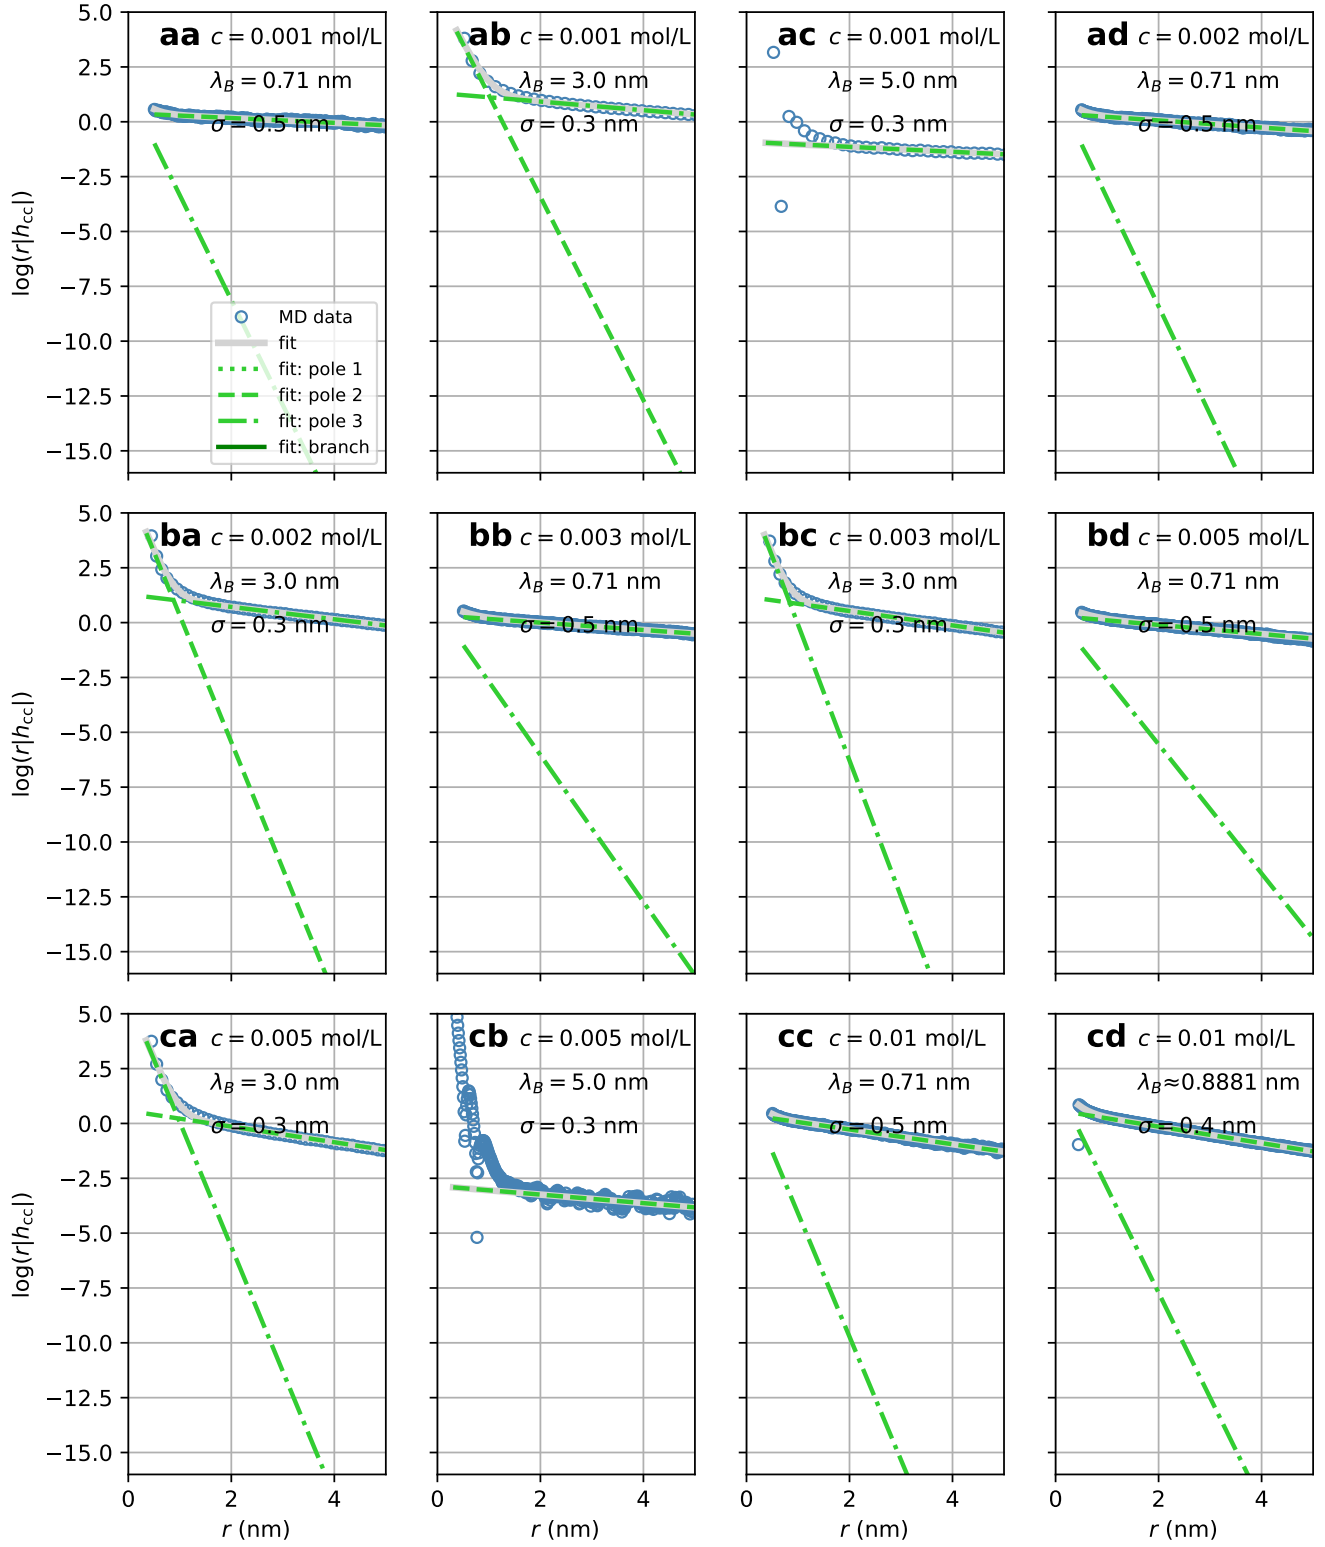 aa c = 0.001 mol/L
λB = 0.71 nm
σ = 0.5 nm
ab c = 0.001 mol/L
λB = 3.0 nm
σ = 0.3 nm
ac c = 0.001 mol/L
λB = 5.0 nm
σ = 0.3 nm
ad c = 0.002 mol/L
λB = 0.71 nm
σ = 0.5 nm
5.0
2.5
0.0
−2.5
−5.0
−7.5
−10.0
−12.5
−15.0
log(r|hcc|)
MD data
fit
fit: pole 1
fit: pole 2
fit: pole 3
fit: branch
ba c = 0.002 mol/L
λB = 3.0 nm
σ = 0.3 nm
bb c = 0.003 mol/L
λB = 0.71 nm
σ = 0.5 nm
bc c = 0.003 mol/L
λB = 3.0 nm
σ = 0.3 nm
bd c = 0.005 mol/L
λB = 0.71 nm
σ = 0.5 nm
5.0
2.5
0.0
−2.5
−5.0
−7.5
−10.0
−12.5
−15.0
log(r|hcc|)
ca c = 0.005 mol/L
λB = 3.0 nm
σ = 0.3 nm
cb c = 0.005 mol/L
λB = 5.0 nm
σ = 0.3 nm
cc c = 0.01 mol/L
λB = 0.71 nm
σ = 0.5 nm
cd c = 0.01 mol/L
λB≈0.8881 nm
σ = 0.4 nm
5.0
2.5
0.0
−2.5
−5.0
−7.5
−10.0
−12.5
−15.0
log(r|hcc|)
0 2 4
r (nm)
0 2 4
r (nm)
0 2 4
r (nm)
0 2 4
r (nm)